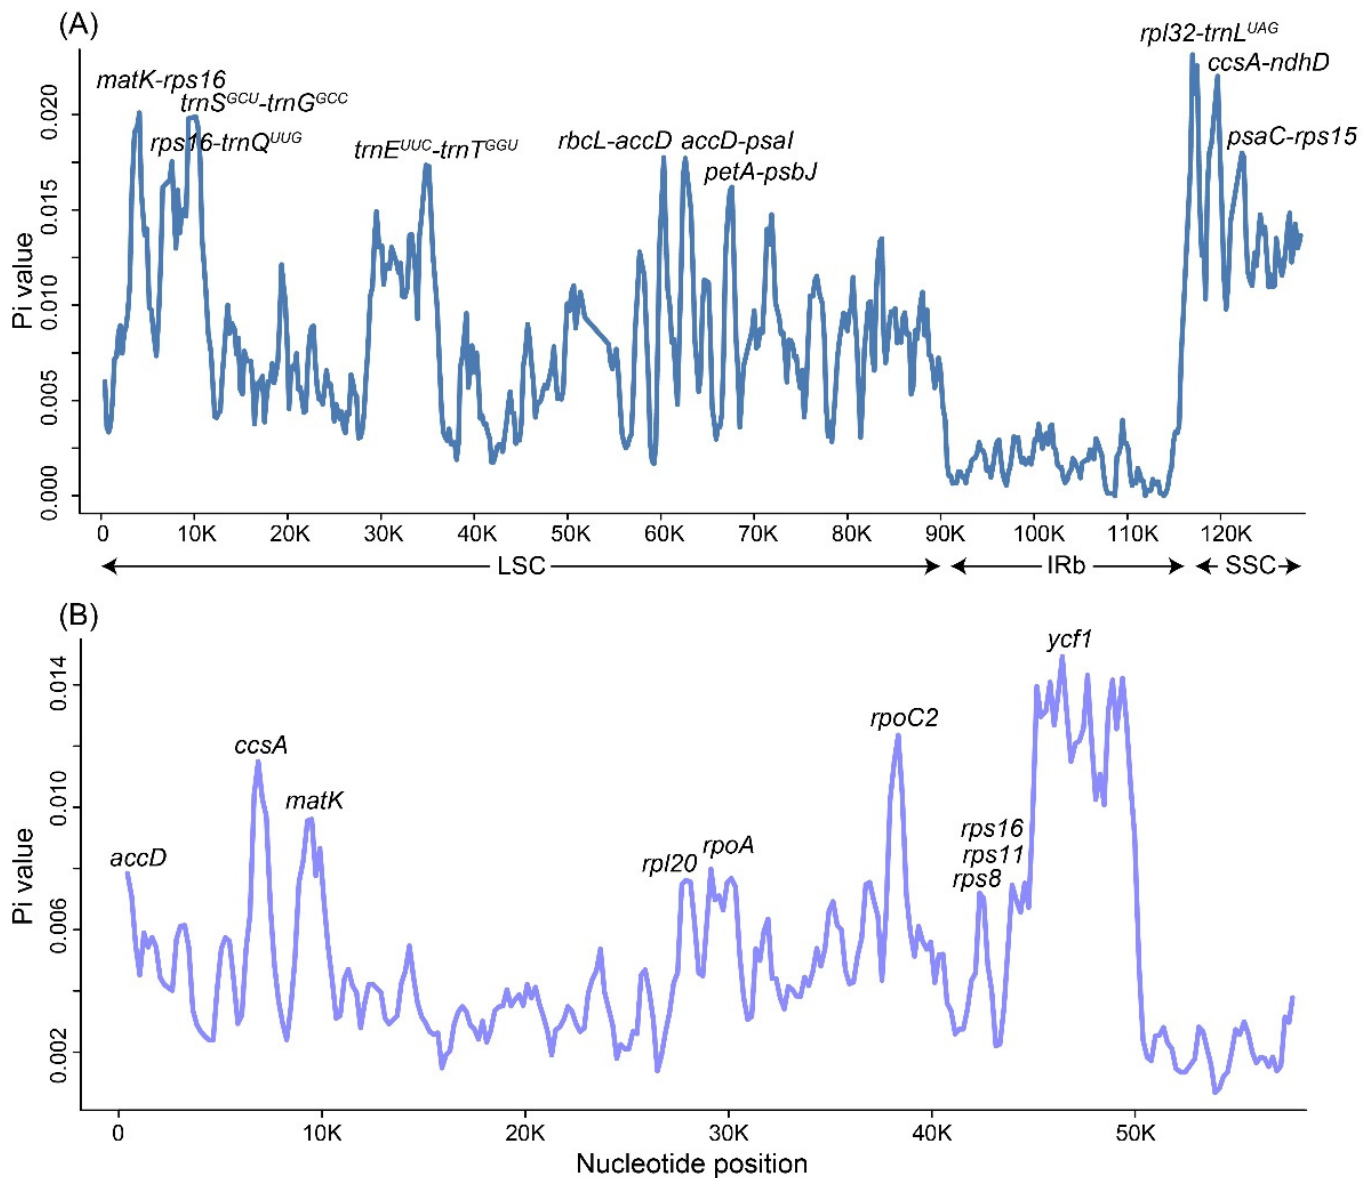 (A)
rpl32-trnL^UAG
ccsA-ndhD
matK-rps16
trnS^GCU-trnG^GCC
psaC-rps15
rps16-trnQ^UUG
trnE^UUC-trnT^GGU
rbcL-accD accD-psaI
petA-psbJ
Pi value
0.020
0.015
0.010
0.005
0.000
0 10K 20K 30K 40K 50K 60K 70K 80K 90K 100K 110K 120K
LSC IRb SSC
(B)
ycf1
rpoC2
ccsA
matK
rps16
rpoA
rps11
accD
rpl20
rps8
Pi value
0.014
0.010
0.006
0.002
0 10K 20K 30K 40K 50K
Nucleotide position